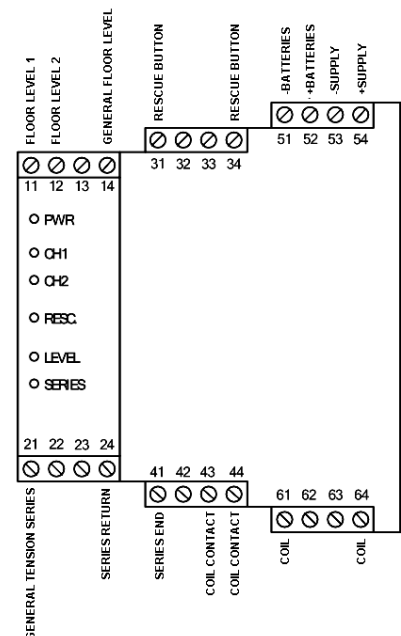 FLOOR LEVEL 1
FLOOR LEVEL 2
GENERAL FLOOR LEVEL
RESCUE BUTTON
RESCUE BUTTON
-BATTERIES
+BATTERIES
-SUPPLY
+SUPPLY
51 52 53 54
31 32 33 34
11 12 13 14
PWR
CH1
CH2
RESC.
LEVEL
SERIES
21 22 23 24
41 42 43 44
61 62 63 64
GENERAL TENSION SERIES
SERIES RETURN
SERIES END
COIL CONTACT
COIL CONTACT
COIL
COIL